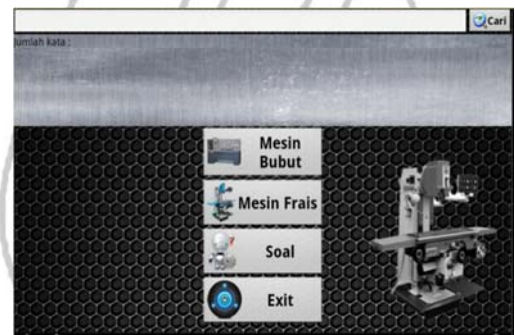 Cari
Jumlah kata :
Mesin
Bubut
Mesin Frais
Soal
Exit